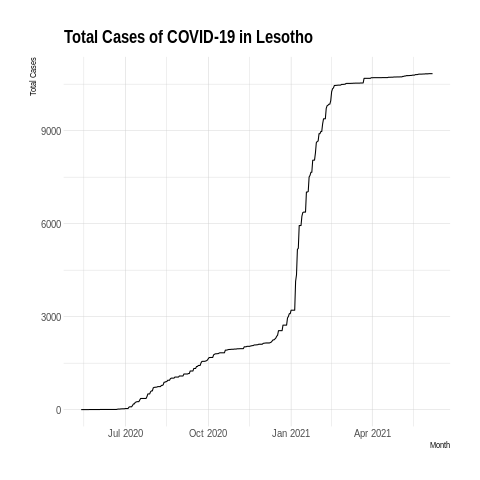 Total Cases of COVID-19 in Lesotho
Total Cases
9000
6000
3000
0
Jul 2020
Oct 2020
Jan 2021
Apr 2021
Month